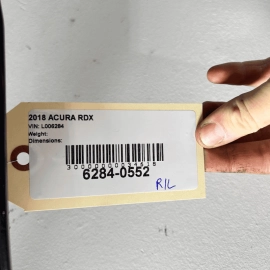 2018 ACURA RDX
VIN: L008284
Weight:
Dimensions:
6284-0552
R/L